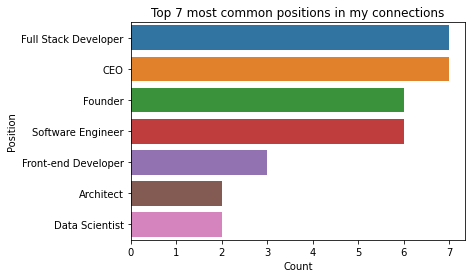 Top 7 most common positions in my connections
Full Stack Developer
CEO
Founder
Software Engineer
Front-end Developer
Architect
Data Scientist
Position
0 1 2 3 4 5 6 7
Count